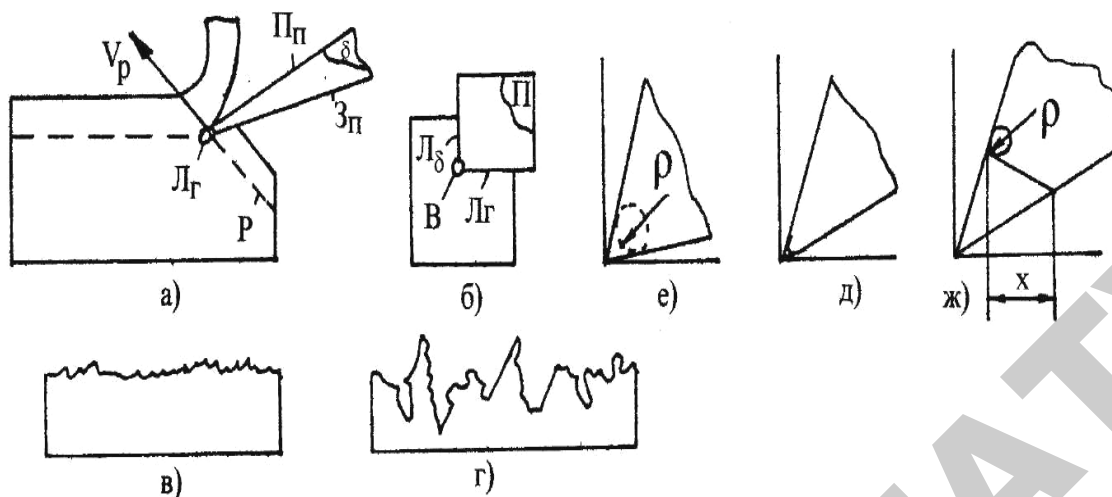 Vр
Пп
δ
Зп
Лг
Р
а)
Лδ
П
В
Лг
б)
ρ
е)
д)
ρ
х
ж)
в)
г)